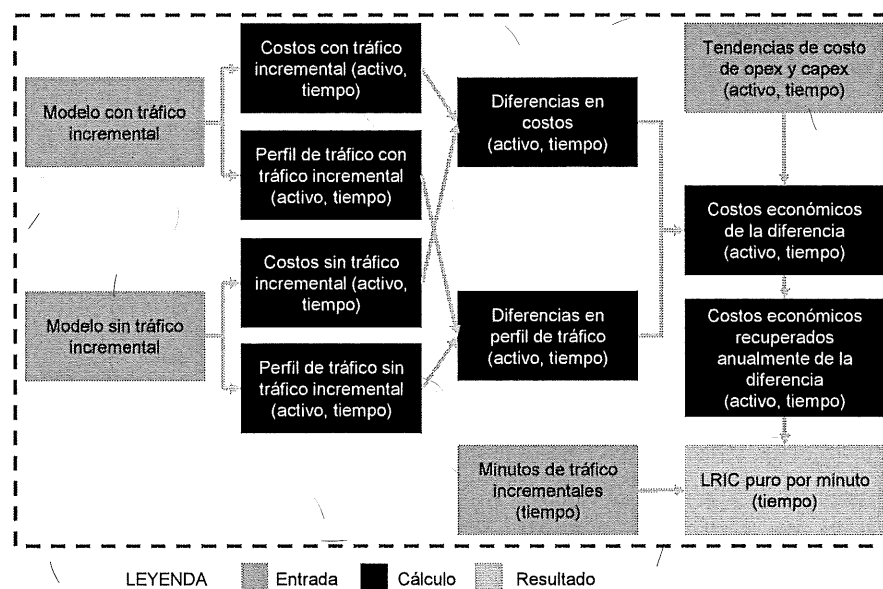 Modelo con tráfico
incremental
Modelo sin tráfico
incremental
Costos con tráfico
incremental (activo,
tiempo)
Perfil de tráfico con
tráfico incremental
(activo, tiempo)
Costos sin tráfico
incremental (activo,
tiempo)
Perfil de tráfico sin
tráfico incremental
(activo, tiempo)
Diferencias en
costos
(activo, tiempo)
Diferencias en
perfil de tráfico
(activo, tiempo)
Minutos de tráfico
incrementales
(tiempo)
Tendencias de costo
de opex y capex
(activo, tiempo)
Costos económicos
de la diferencia
(activo, tiempo)
Costos económicos
recuperados
anualmente de la
diferencia
(activo, tiempo)
LRIC puro por minuto
(tiempo)
LEYENDA
Entrada
Cálculo
Resultado